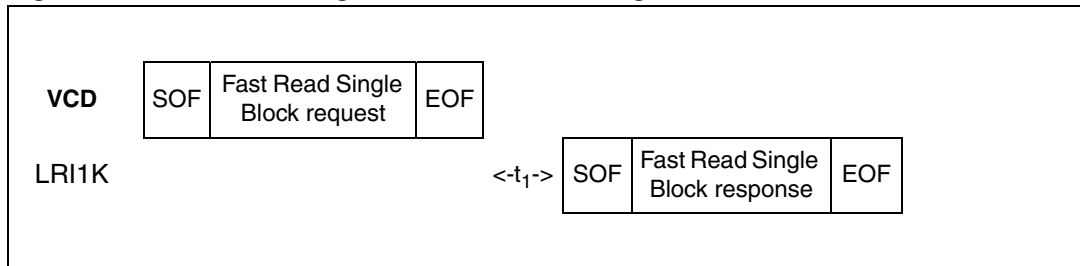 VCD
SOF
Fast Read Single
Block request
EOF
LRI1K
<-t1->
SOF
Fast Read Single
Block response
EOF